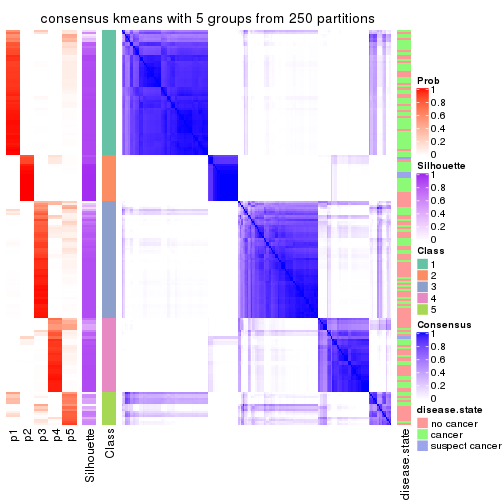 consensus kmeans with 5 groups from 250 partitions
Prob
1
0.8
0.6
0.4
0.2
0
Silhouette
1
0.8
0.6
0.4
0.2
0
Class
1
2
3
4
5
Consensus
1
0.8
0.6
0.4
0.2
0
disease.state
no cancer
cancer
suspect cancer
p1
p2
p3
p4
p5
Silhouette
Class
disease.state